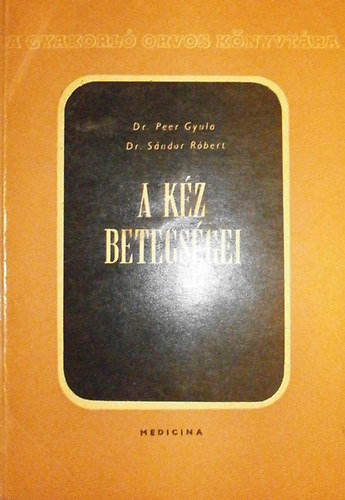 A GYAKORLÓ ORVOS KÖNYVTÁRA
Dr. Peer Gyula
Dr. Sándor Róbert
A KÉZ
BETEGSÉGEI
MEDICINA